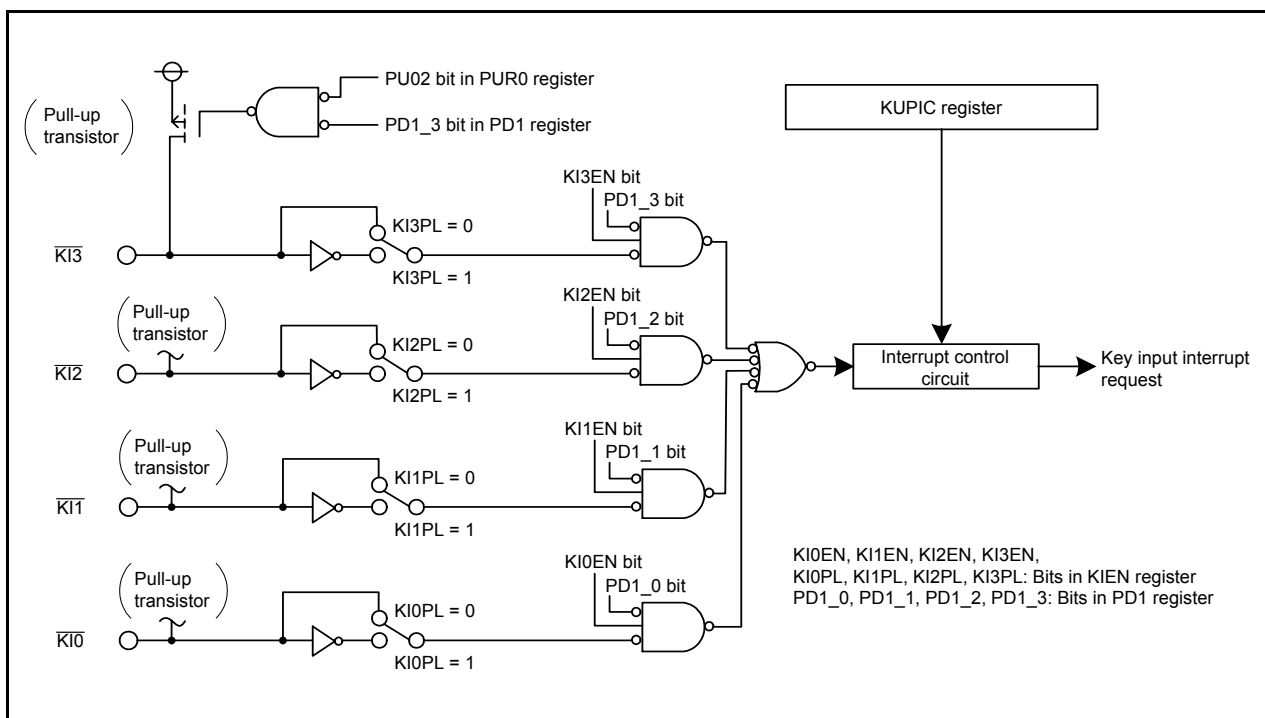 PU02 bit in PUR0 register
Pull-up
transistor
PD1_3 bit in PD1 register
KUPIC register
KI3EN bit
PD1_3 bit
KI3PL = 0
KI3
KI3PL = 1
Pull-up
transistor
KI2EN bit
PD1_2 bit
KI2PL = 0
KI2
KI2PL = 1
Interrupt control
circuit
Key input interrupt
request
Pull-up
transistor
KI1EN bit
PD1_1 bit
KI1PL = 0
KI1
KI1PL = 1
Pull-up
transistor
KI0EN bit
PD1_0 bit
KI0PL = 0
KI0
KI0PL = 1
KI0EN, KI1EN, KI2EN, KI3EN,
KI0PL, KI1PL, KI2PL, KI3PL: Bits in KIEN register
PD1_0, PD1_1, PD1_2, PD1_3: Bits in PD1 register